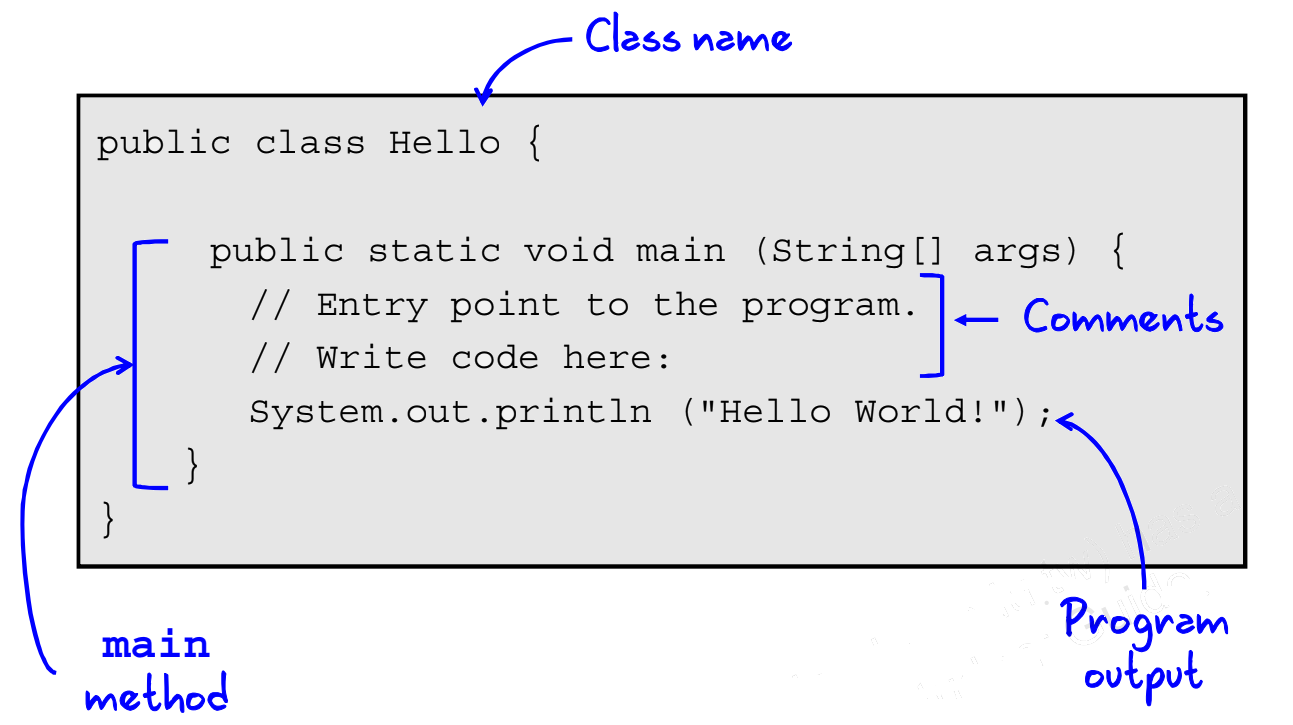 Class name
public class Hello {
public static void main (String[] args) {
// Entry point to the program.
// Write code here:
Comments
System.out.println ("Hello World!");
}
}
main
method
Program
output